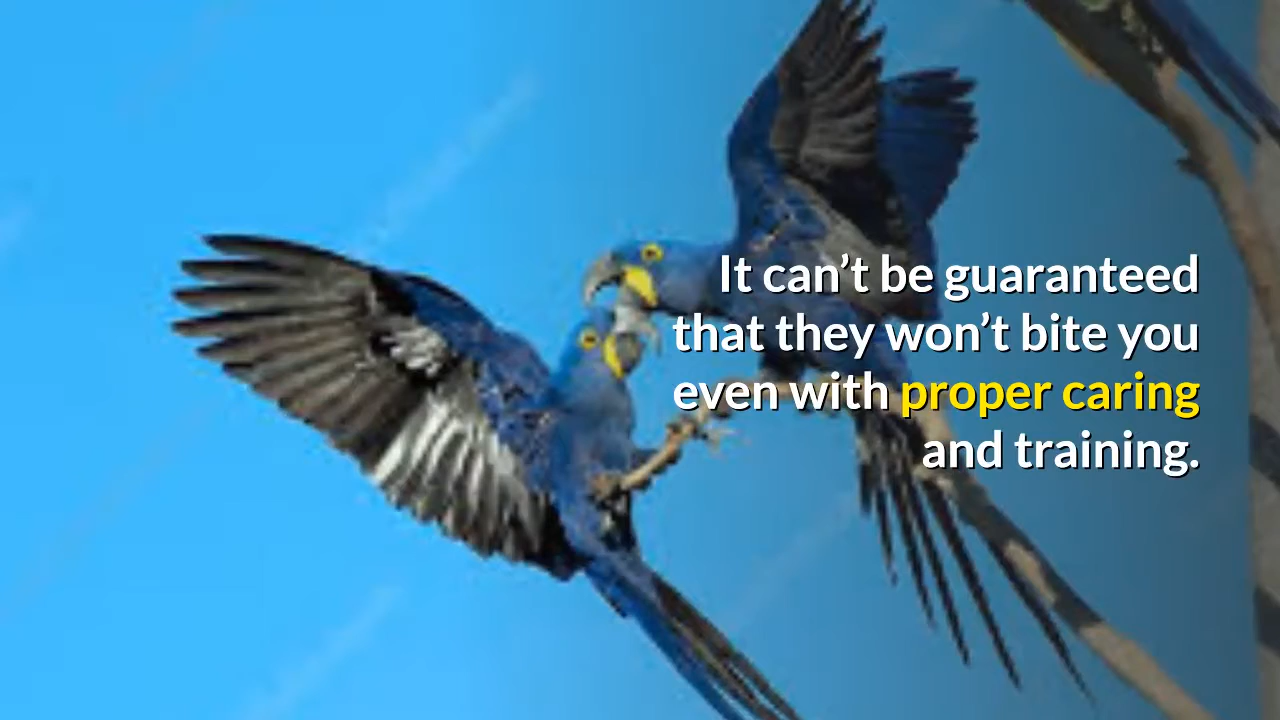 It can’t be guaranteed
that they won’t bite you
even with proper caring
and training.